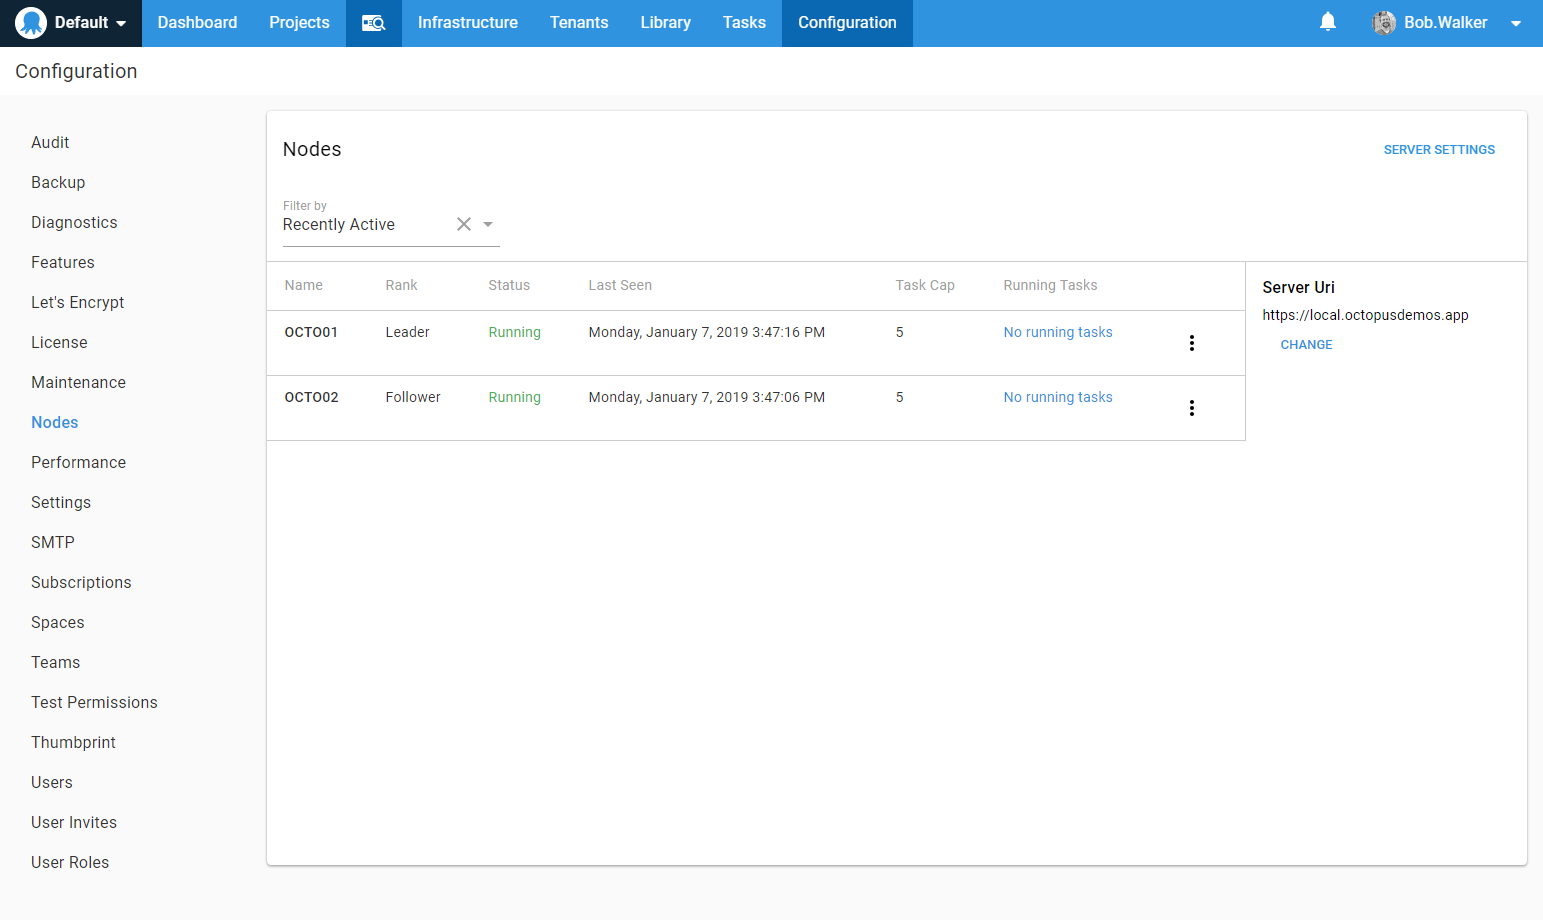 Default Dashboard Projects Infrastructure Tenants Library Tasks Configuration Bob.Walker
Configuration
Audit
Backup
Diagnostics
Features
Let's Encrypt
License
Maintenance
Nodes
Performance
Settings
SMTP
Subscriptions
Spaces
Teams
Test Permissions
Thumbprint
Users
User Invites
User Roles
Nodes SERVER SETTINGS
Filter by
Recently Active
Name Rank Status Last Seen Task Cap Running Tasks
OCTO01 Leader Running Monday, January 7, 2019 3:47:16 PM 5 No running tasks
OCTO02 Follower Running Monday, January 7, 2019 3:47:06 PM 5 No running tasks
Server Uri
https://local.octopusdemos.app
CHANGE